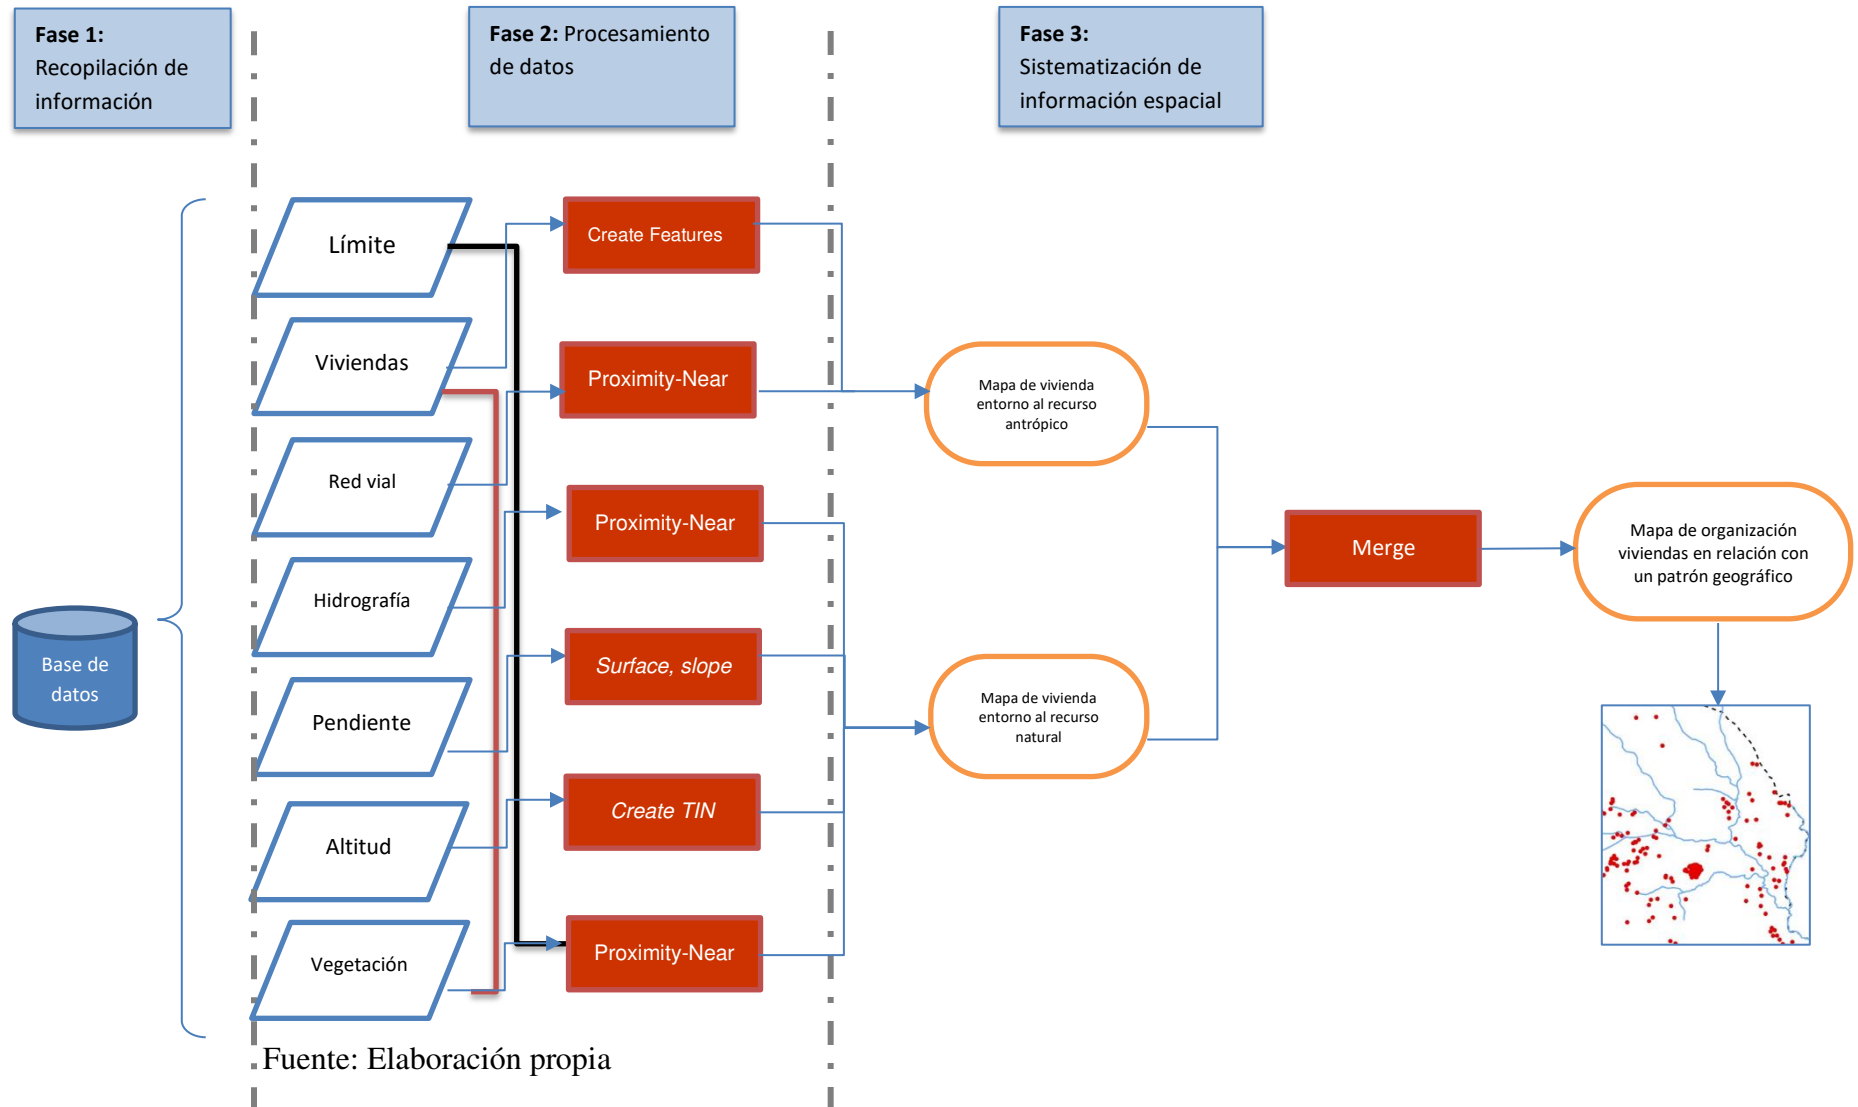 Fase 1:
Recopilación de
información
Fase 2: Procesamiento
de datos
Fase 3:
Sistematización de
información espacial
Base de
datos
Límite
Viviendas
Red vial
Hidrografía
Pendiente
Altitud
Vegetación
Create Features
Proximity-Near
Proximity-Near
Surface, slope
Create TIN
Proximity-Near
Mapa de vivienda
entorno al recurso
antrópico
Mapa de vivienda
entorno al recurso
natural
Merge
Mapa de organización
viviendas en relación con
un patrón geográfico
Fuente: Elaboración propia